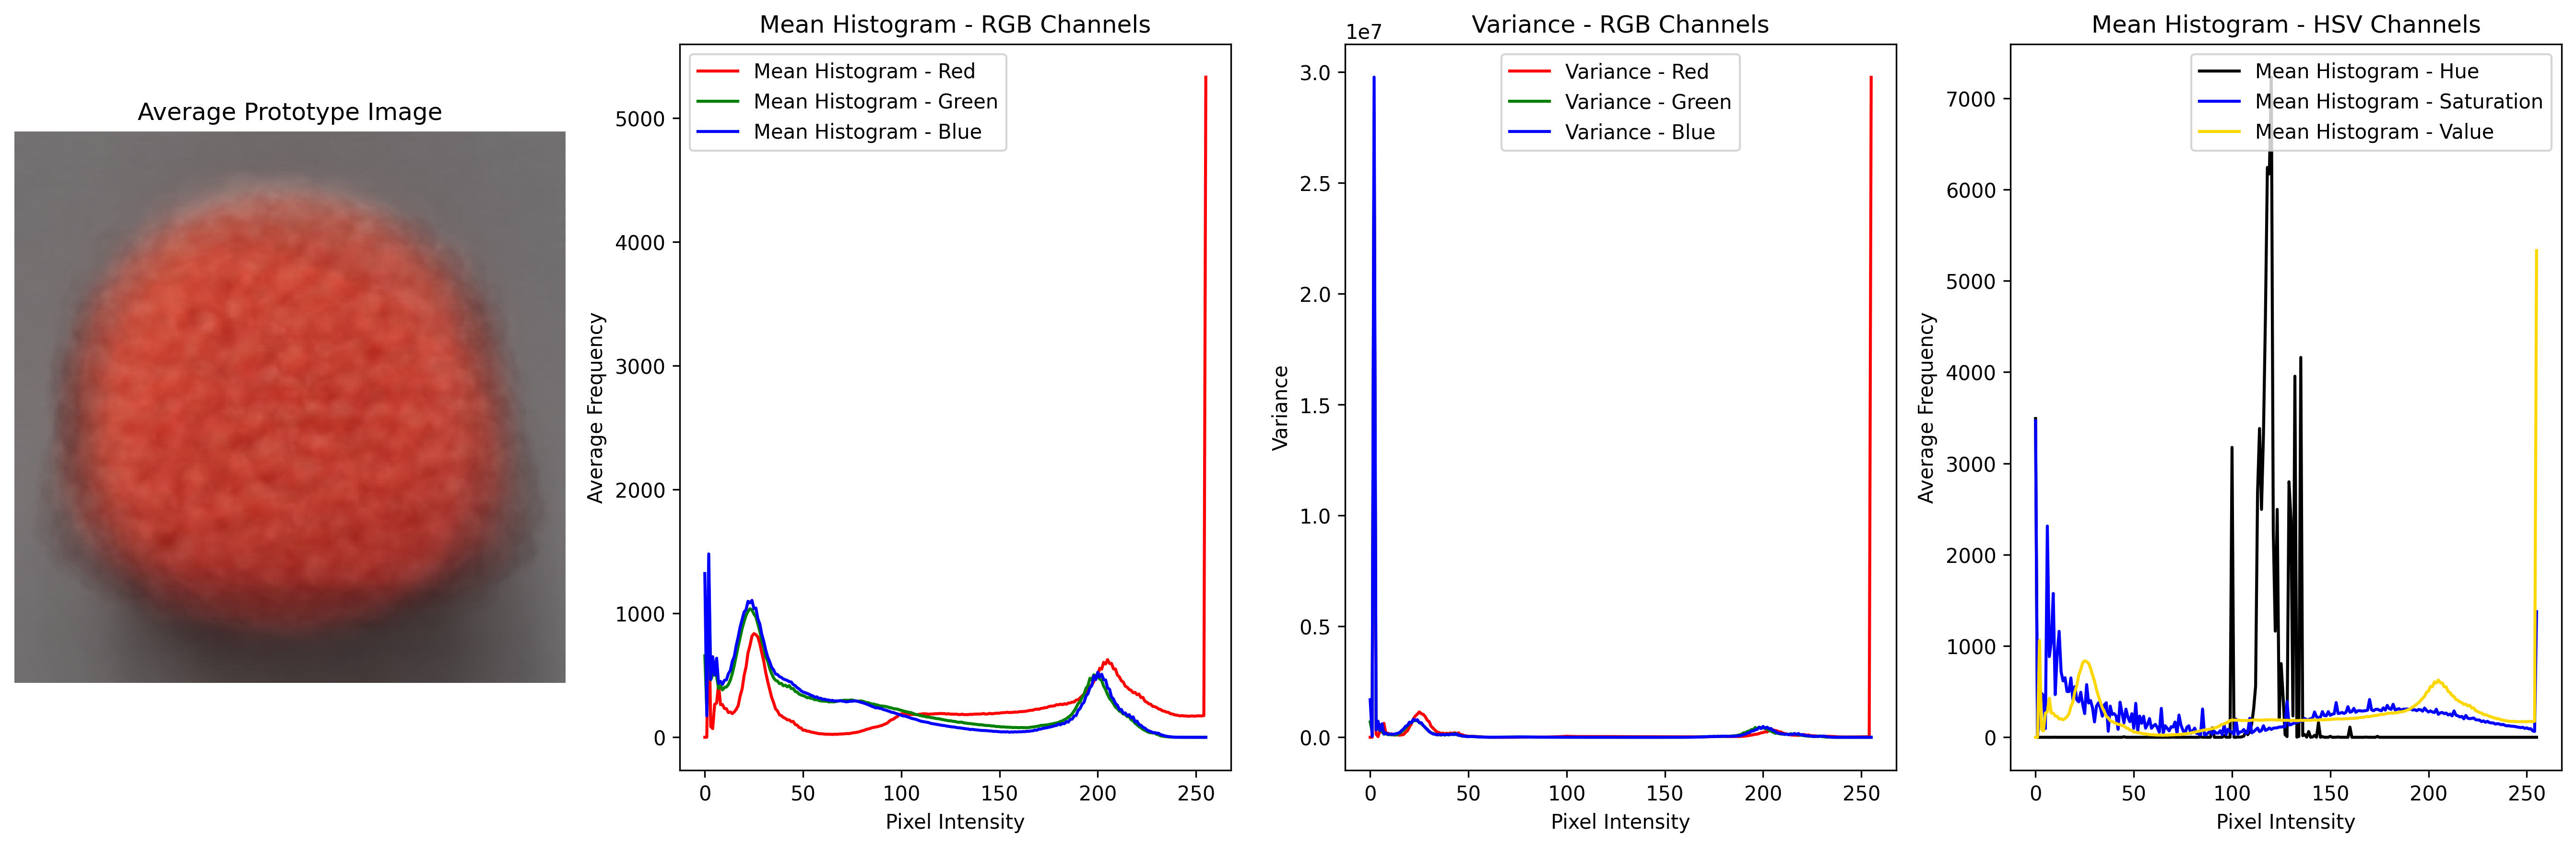 Average Prototype Image
Mean Histogram - RGB Channels
Mean Histogram - Red
Mean Histogram - Green
Mean Histogram - Blue
Average Frequency
5000
4000
3000
2000
1000
0
0 50 100 150 200 250
Pixel Intensity
Variance - RGB Channels
1e7
Variance - Red
Variance - Green
Variance - Blue
Variance
3.0
2.5
2.0
1.5
1.0
0.5
0.0
0 50 100 150 200 250
Pixel Intensity
Mean Histogram - HSV Channels
Mean Histogram - Hue
Mean Histogram - Saturation
Mean Histogram - Value
Average Frequency
7000
6000
5000
4000
3000
2000
1000
0
0 50 100 150 200 250
Pixel Intensity